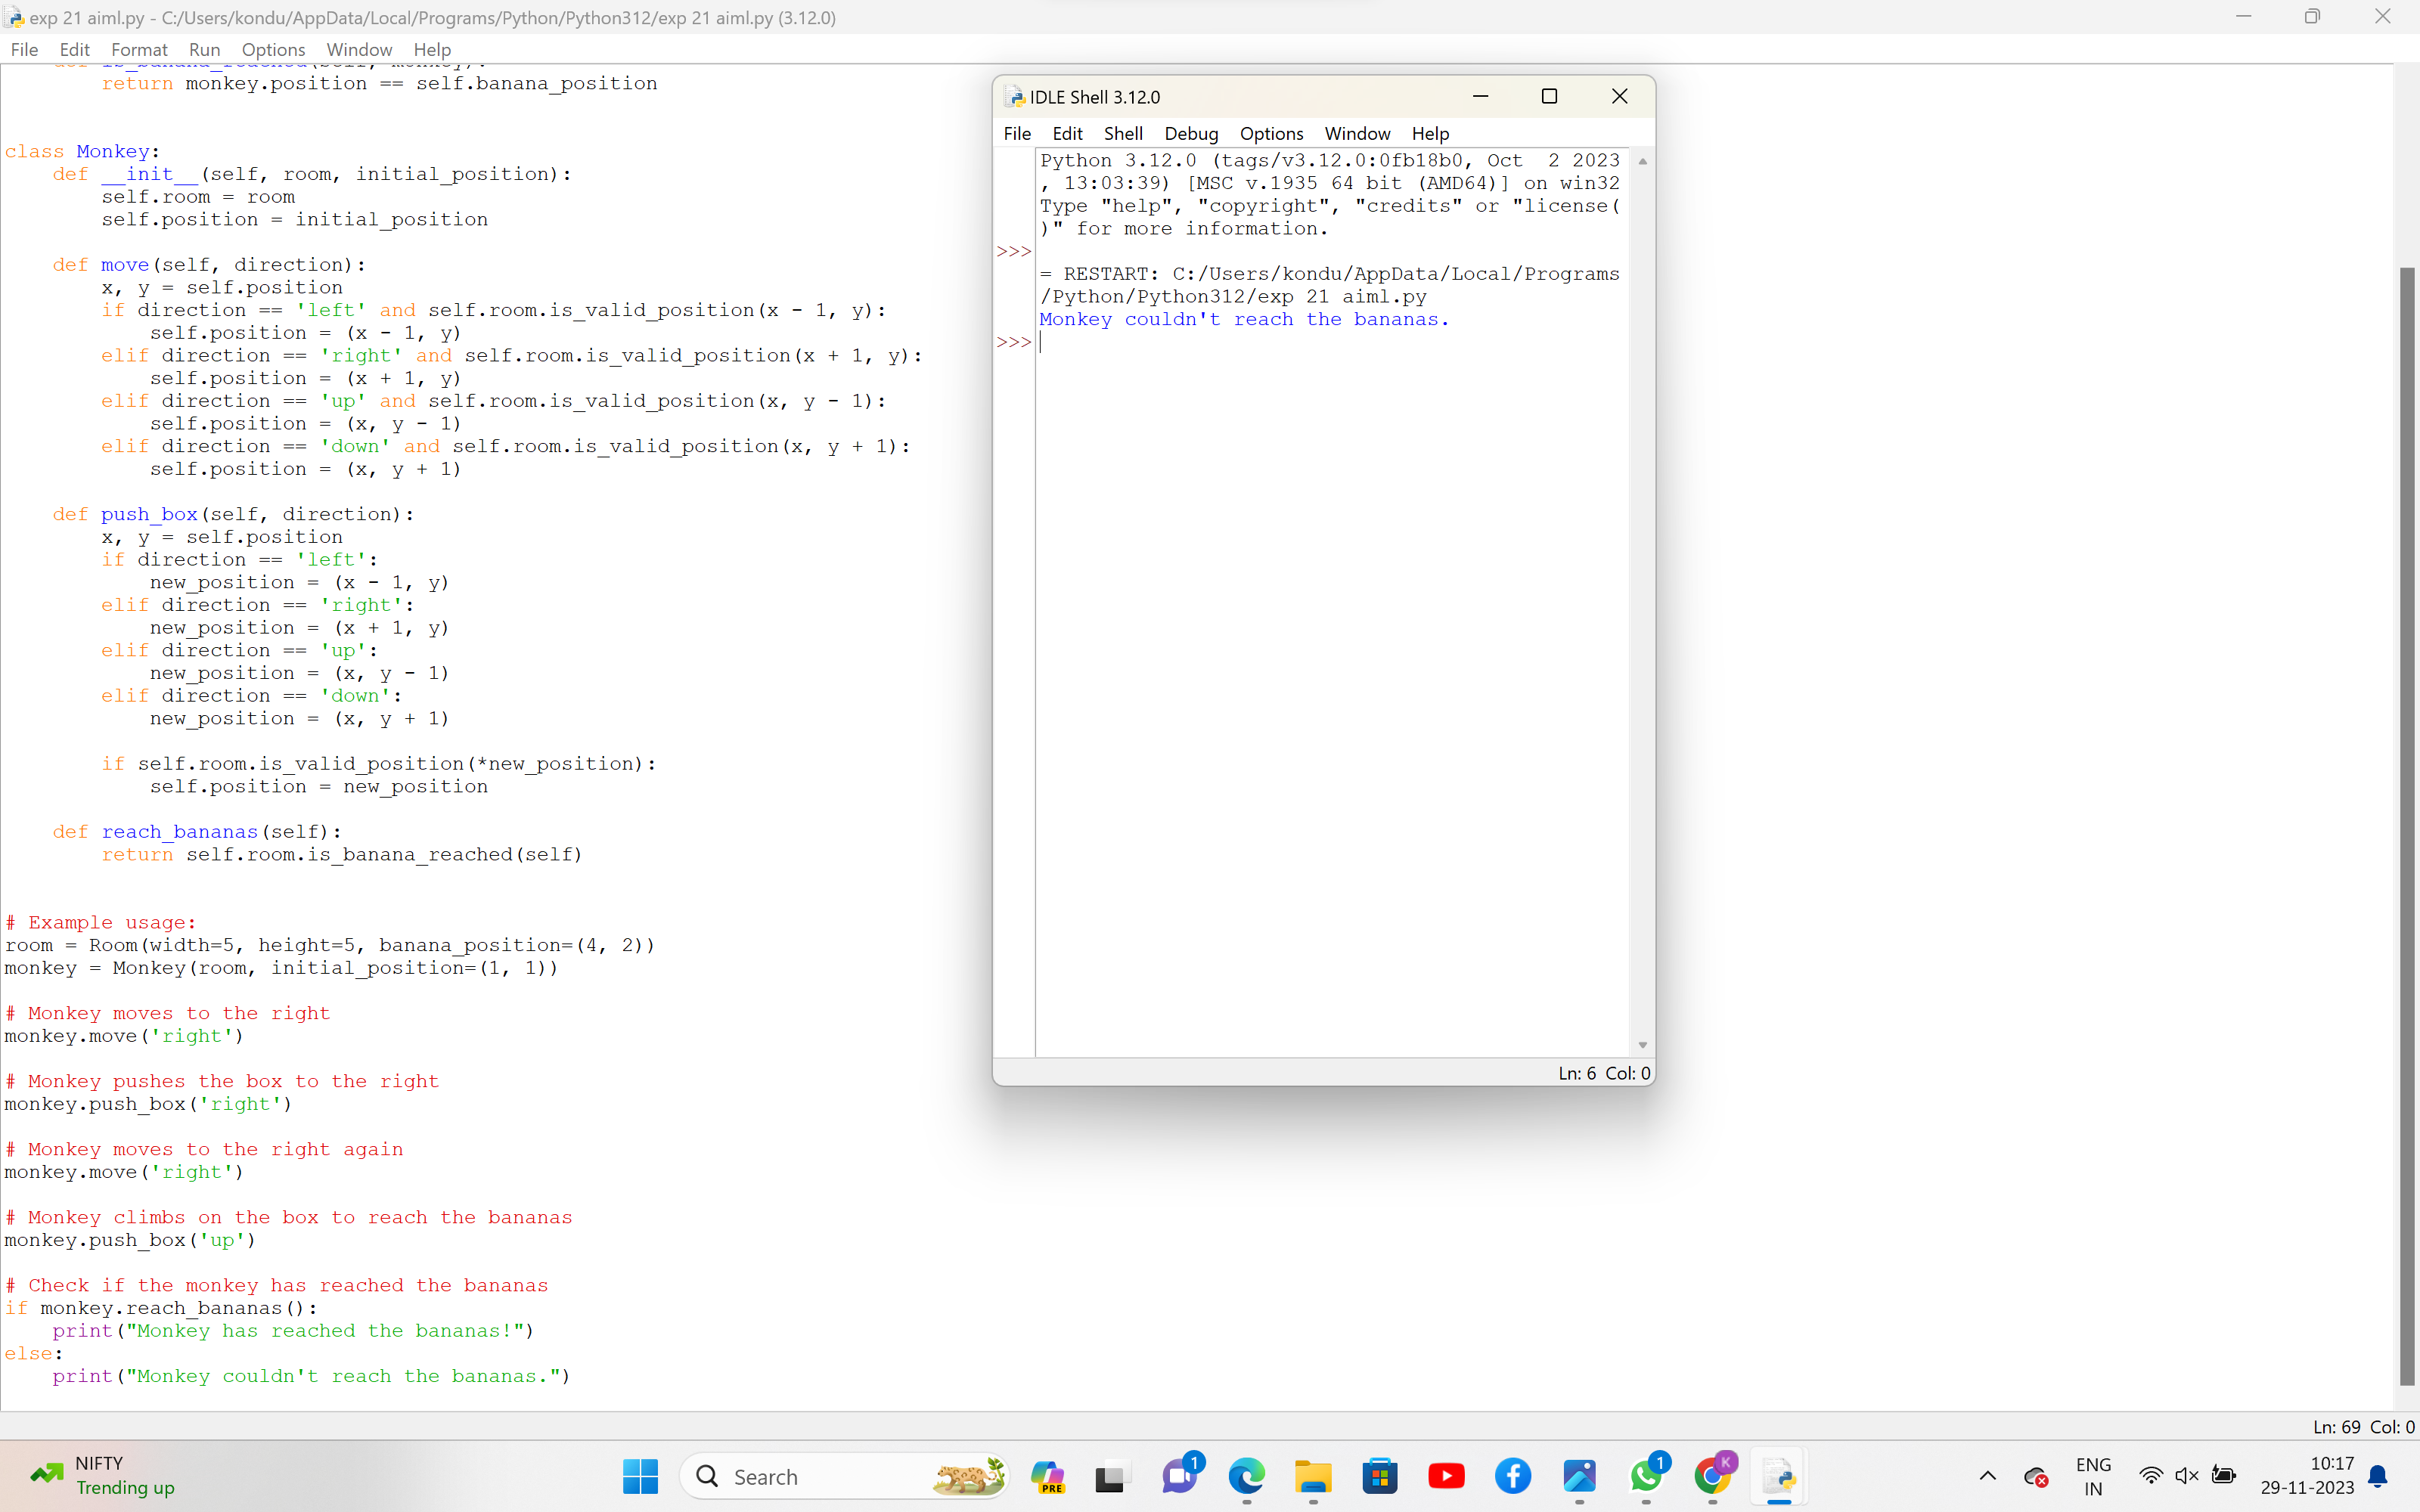 exp 21 aiml.py - C:/Users/kondu/AppData/Local/Programs/Python/Python312/exp 21 aiml.py (3.12.0)
File Edit Format Run Options Window Help
        return monkey.position == self.banana_position
class Monkey:
    def __init__(self, room, initial_position):
        self.room = room
        self.position = initial_position
    def move(self, direction):
        x, y = self.position
        if direction == 'left' and self.room.is_valid_position(x - 1, y):
            self.position = (x - 1, y)
        elif direction == 'right' and self.room.is_valid_position(x + 1, y):
            self.position = (x + 1, y)
        elif direction == 'up' and self.room.is_valid_position(x, y - 1):
            self.position = (x, y - 1)
        elif direction == 'down' and self.room.is_valid_position(x, y + 1):
            self.position = (x, y + 1)
    def push_box(self, direction):
        x, y = self.position
        if direction == 'left':
            new_position = (x - 1, y)
        elif direction == 'right':
            new_position = (x + 1, y)
        elif direction == 'up':
            new_position = (x, y - 1)
        elif direction == 'down':
            new_position = (x, y + 1)
        if self.room.is_valid_position(*new_position):
            self.position = new_position
    def reach_bananas(self):
        return self.room.is_banana_reached(self)
# Example usage:
room = Room(width=5, height=5, banana_position=(4, 2))
monkey = Monkey(room, initial_position=(1, 1))
# Monkey moves to the right
monkey.move('right')
# Monkey pushes the box to the right
monkey.push_box('right')
# Monkey moves to the right again
monkey.move('right')
# Monkey climbs on the box to reach the bananas
monkey.push_box('up')
# Check if the monkey has reached the bananas
if monkey.reach_bananas():
    print("Monkey has reached the bananas!")
else:
    print("Monkey couldn't reach the bananas.")
Ln: 69 Col: 0
IDLE Shell 3.12.0
File Edit Shell Debug Options Window Help
Python 3.12.0 (tags/v3.12.0:0fb18b0, Oct  2 2023
, 13:03:39) [MSC v.1935 64 bit (AMD64)] on win32
Type "help", "copyright", "credits" or "license(
)" for more information.
>>>
= RESTART: C:/Users/kondu/AppData/Local/Programs
/Python/Python312/exp 21 aiml.py
Monkey couldn't reach the bananas.
>>>
Ln: 6 Col: 0
NIFTY
Trending up
Search
PRE
1
1
K
ENG
IN
10:17
29-11-2023